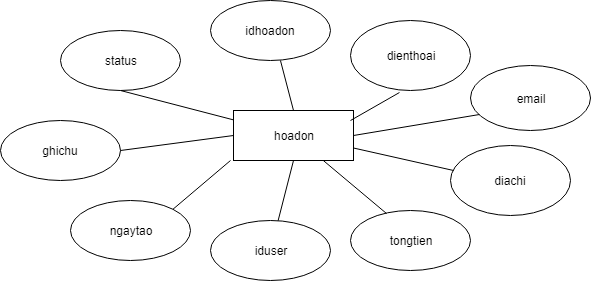 idhoadon
status
dienthoai
email
hoadon
ghichu
diachi
ngaytao
iduser
tongtien